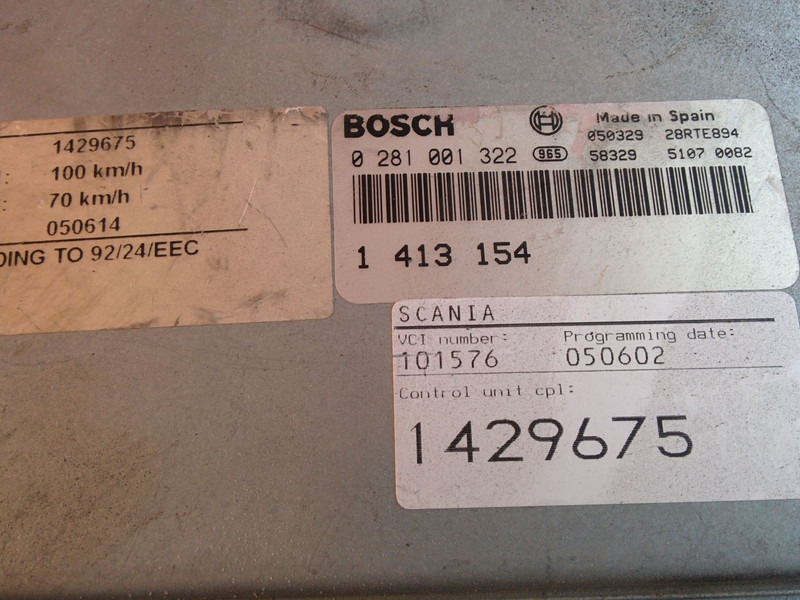 1429675
: 100 km/h
: 70 km/h
050614
DING TO 92/24/EEC
BOSCH Made in Spain
050329 28RTE894
0 281 001 322 965 58329 5107 0082
1 413 154
SCANIA
VCI number: Programming date:
101576 050602
Control unit cpl:
1429675